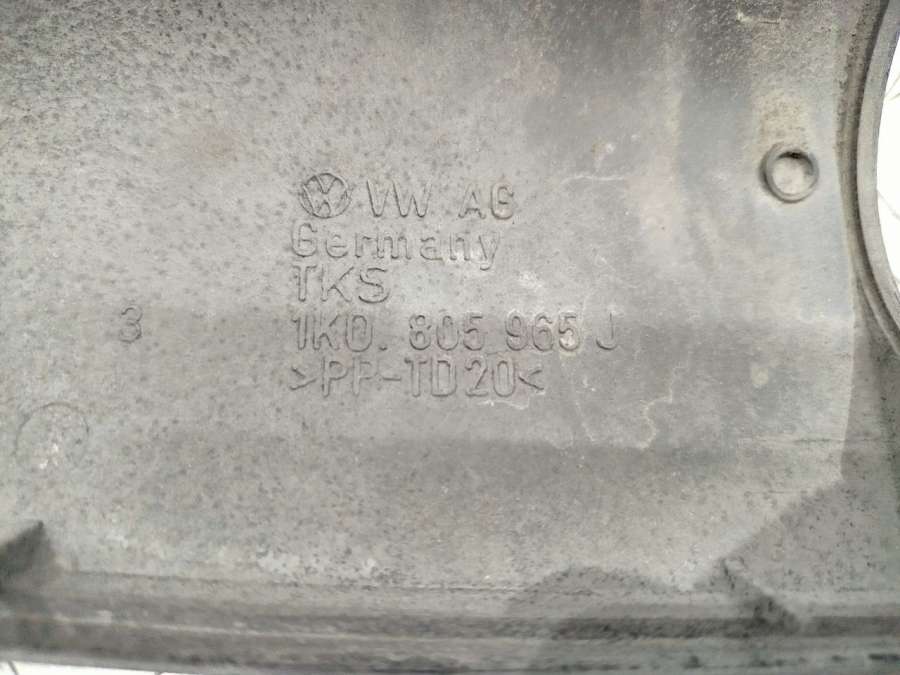 VW AG
Germany
TKS
3
1K0. 805 965 J
>PP-TD20<